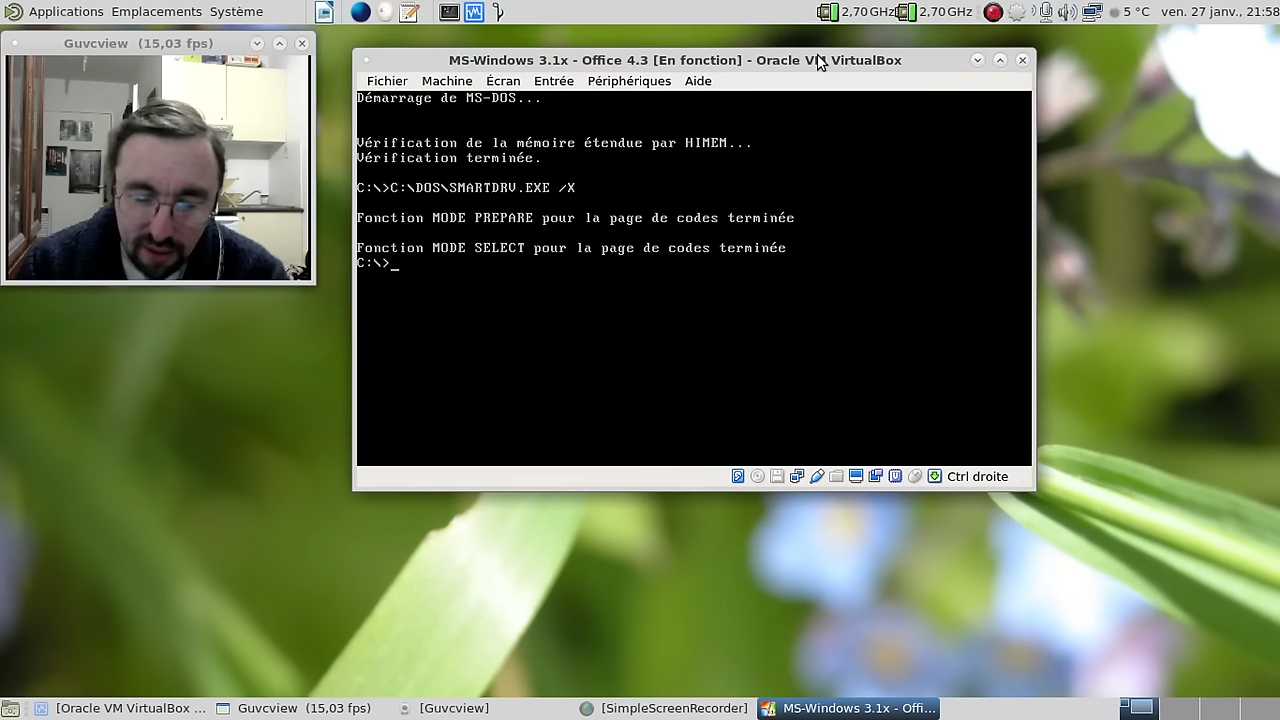 Applications Emplacements Système
2,70 GHz 2,70 GHz 5 °C ven. 27 janv., 21:58
Guvcview (15,03 fps)
MS-Windows 3.1x - Office 4.3 [En fonction] - Oracle VM VirtualBox
Fichier Machine Écran Entrée Périphériques Aide
Démarrage de MS-DOS...
Vérification de la mémoire étendue par HIMEM...
Vérification terminée.
C:\>C:\DOS\SMARTDRV.EXE /X
Fonction MODE PREPARE pour la page de codes terminée
Fonction MODE SELECT pour la page de codes terminée
C:\>_
Ctrl droite
[Oracle VM VirtualBox ... Guvcview (15,03 fps) [Guvcview] [SimpleScreenRecorder] MS-Windows 3.1x - Offi...